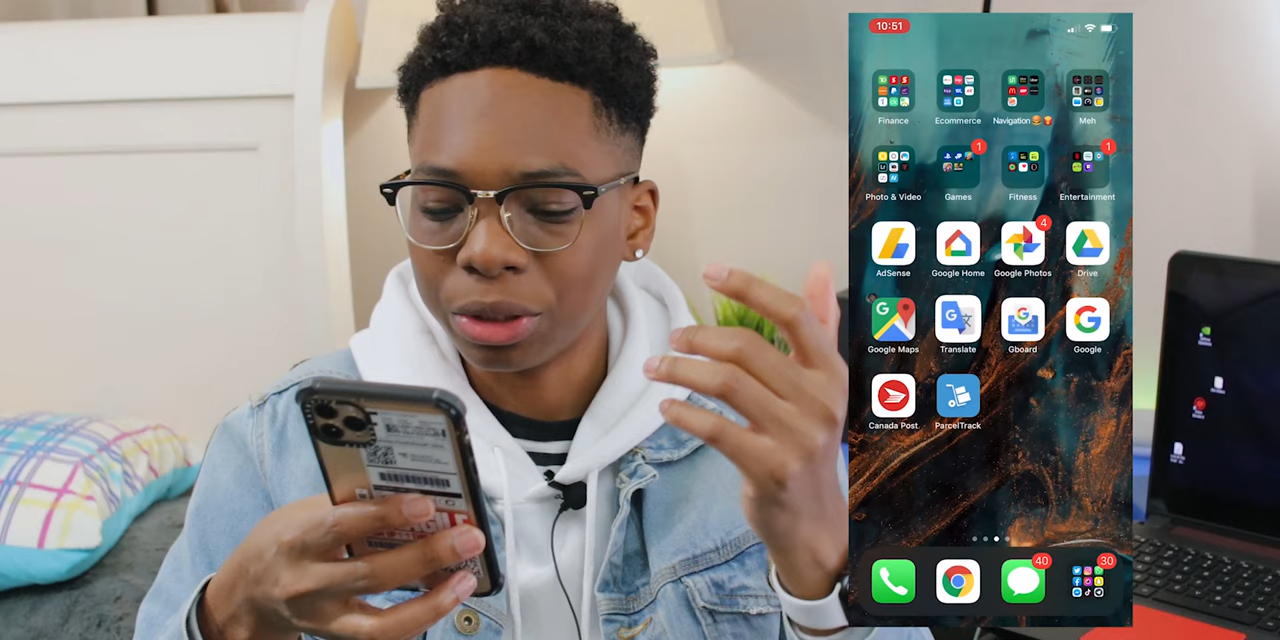 10:51
Finance Ecommerce Navigation 🍔🍟 Meh
1 1
Photo & Video Games Fitness Entertainment
4
AdSense Google Home Google Photos Drive
Google Maps Translate Gboard Google
Canada Post ParcelTrack
40 30